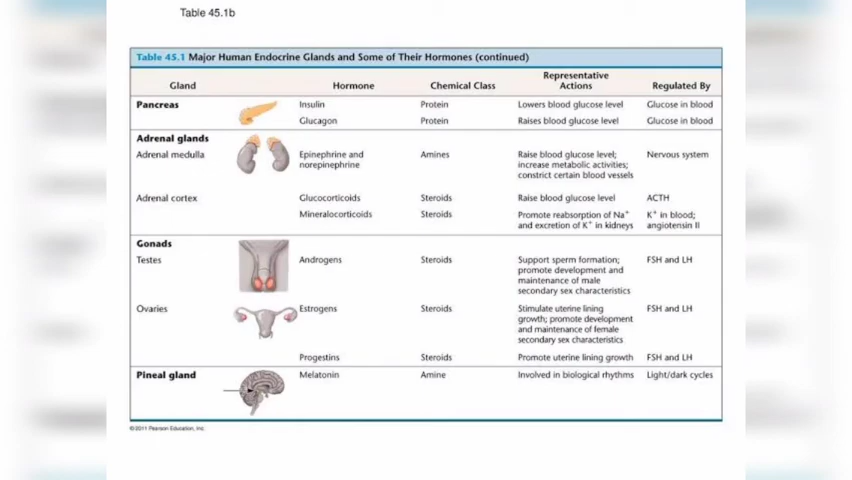 Table 45.1b
Table 45.1 Major Human Endocrine Glands and Some of Their Hormones (continued)
Gland Hormone Chemical Class Representative Actions Regulated By
Pancreas Insulin Protein Lowers blood glucose level Glucose in blood
Glucagon Protein Raises blood glucose level Glucose in blood
Adrenal glands
Adrenal medulla Epinephrine and norepinephrine Amines Raise blood glucose level; increase metabolic activities; constrict certain blood vessels Nervous system
Adrenal cortex Glucocorticoids Steroids Raise blood glucose level ACTH
Mineralocorticoids Steroids Promote reabsorption of Na⁺ and excretion of K⁺ in kidneys K⁺ in blood; angiotensin II
Gonads
Testes Androgens Steroids Support sperm formation; promote development and maintenance of male secondary sex characteristics FSH and LH
Ovaries Estrogens Steroids Stimulate uterine lining growth; promote development and maintenance of female secondary sex characteristics FSH and LH
Progestins Steroids Promote uterine lining growth FSH and LH
Pineal gland Melatonin Amine Involved in biological rhythms Light/dark cycles
©2011 Pearson Education, Inc.